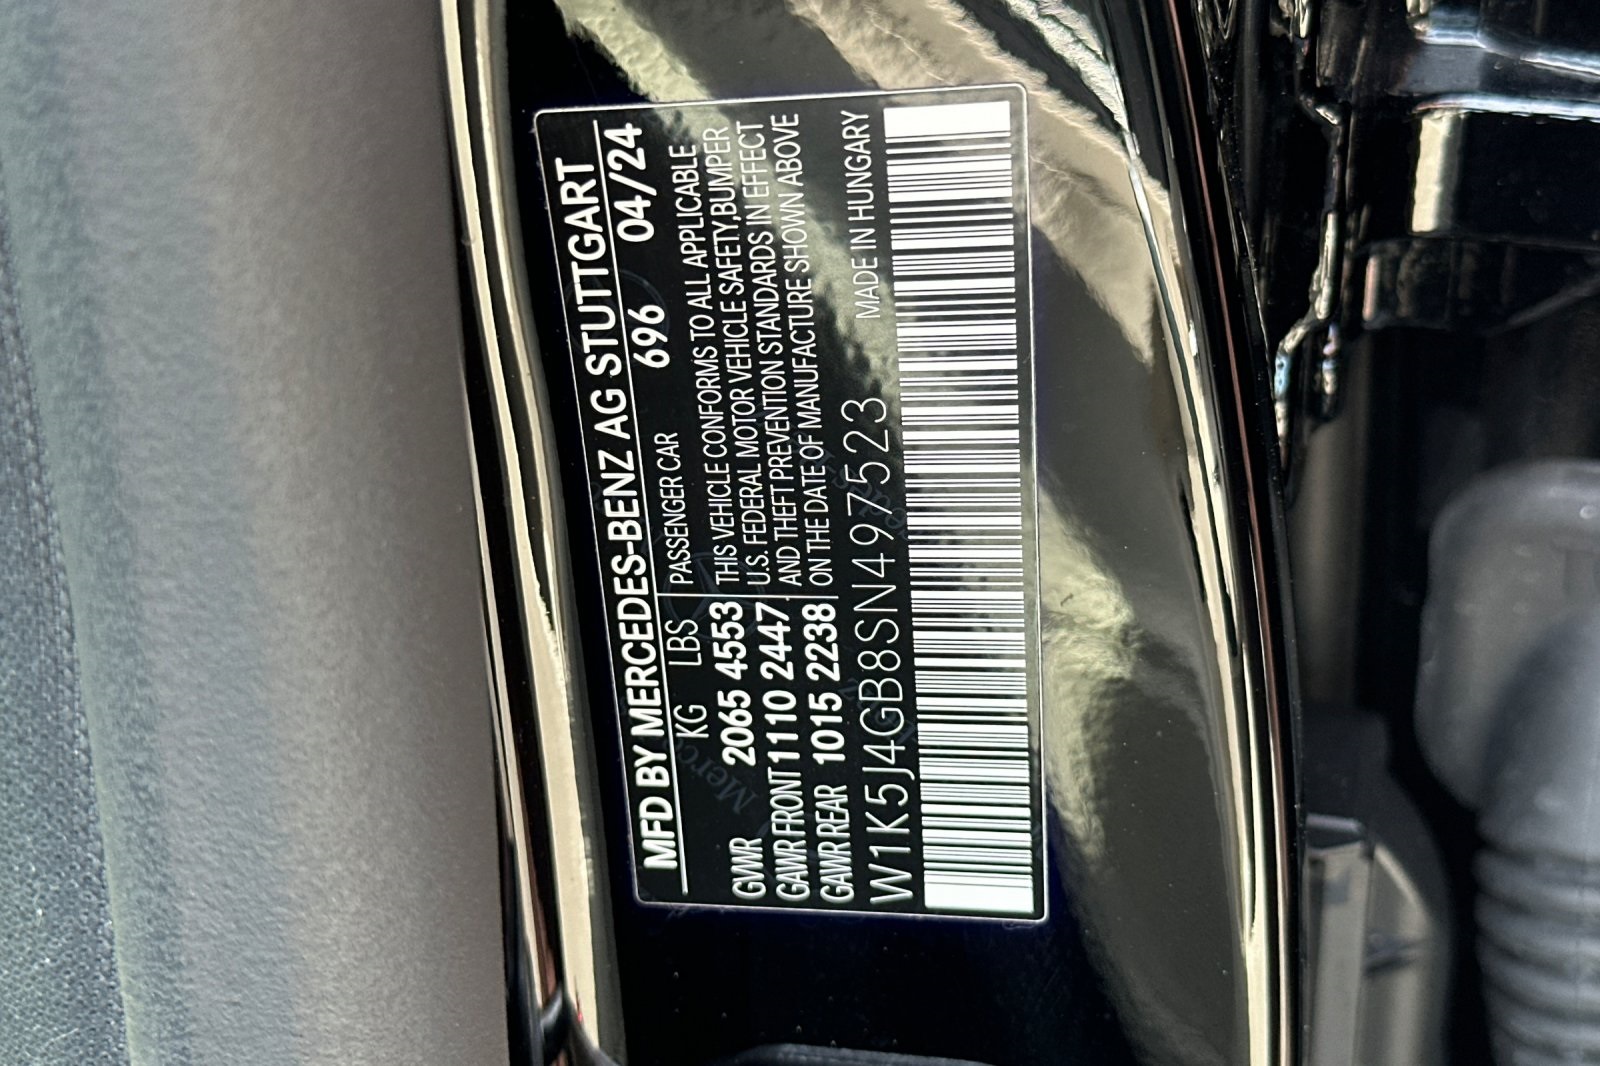 MFD BY MERCEDES-BENZ AG STUTTGART
696 04/24
KG LBS PASSENGER CAR
GVWR 2065 4553
GAWR FRONT 1110 2447
GAWR REAR 1015 2238
THIS VEHICLE CONFORMS TO ALL APPLICABLE
U.S. FEDERAL MOTOR VEHICLE SAFETY,BUMPER
AND THEFT PREVENTION STANDARDS IN EFFECT
ON THE DATE OF MANUFACTURE SHOWN ABOVE
W1K5J4GB8SN497523 MADE IN HUNGARY